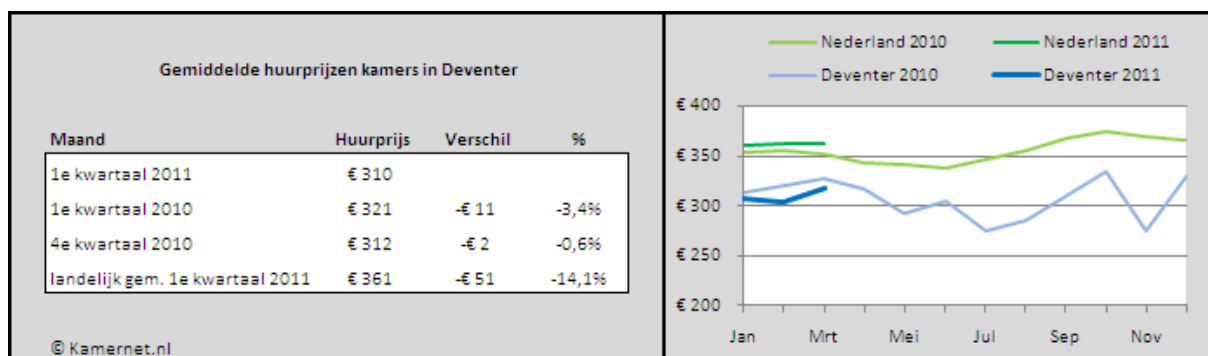 Gemiddelde huurprijzen kamers in Deventer
Maand Huurprijs Verschil %
1e kwartaal 2011 € 310
1e kwartaal 2010 € 321 -€ 11 -3,4%
4e kwartaal 2010 € 312 -€ 2 -0,6%
landelijk gem. 1e kwartaal 2011 € 361 -€ 51 -14,1%
© Kamernet.nl
Nederland 2010 Nederland 2011
Deventer 2010 Deventer 2011
€ 400
€ 350
€ 300
€ 250
€ 200
Jan Mrt Mei Jul Sep Nov